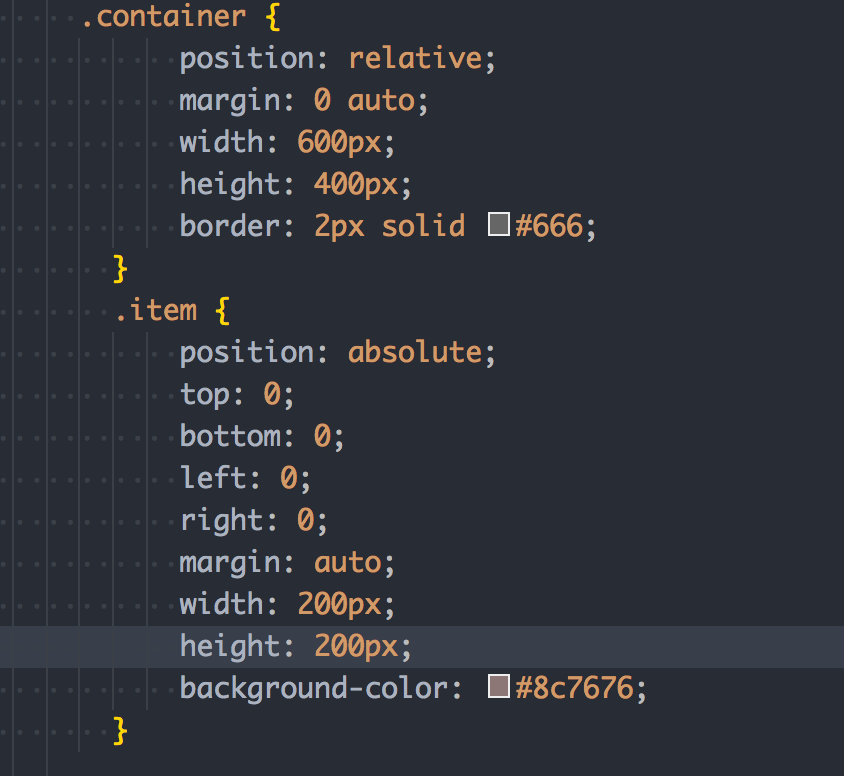 .container {
position: relative;
margin: 0 auto;
width: 600px;
height: 400px;
border: 2px solid #666;
}
.item {
position: absolute;
top: 0;
bottom: 0;
left: 0;
right: 0;
margin: auto;
width: 200px;
height: 200px;
background-color: #8c7676;
}